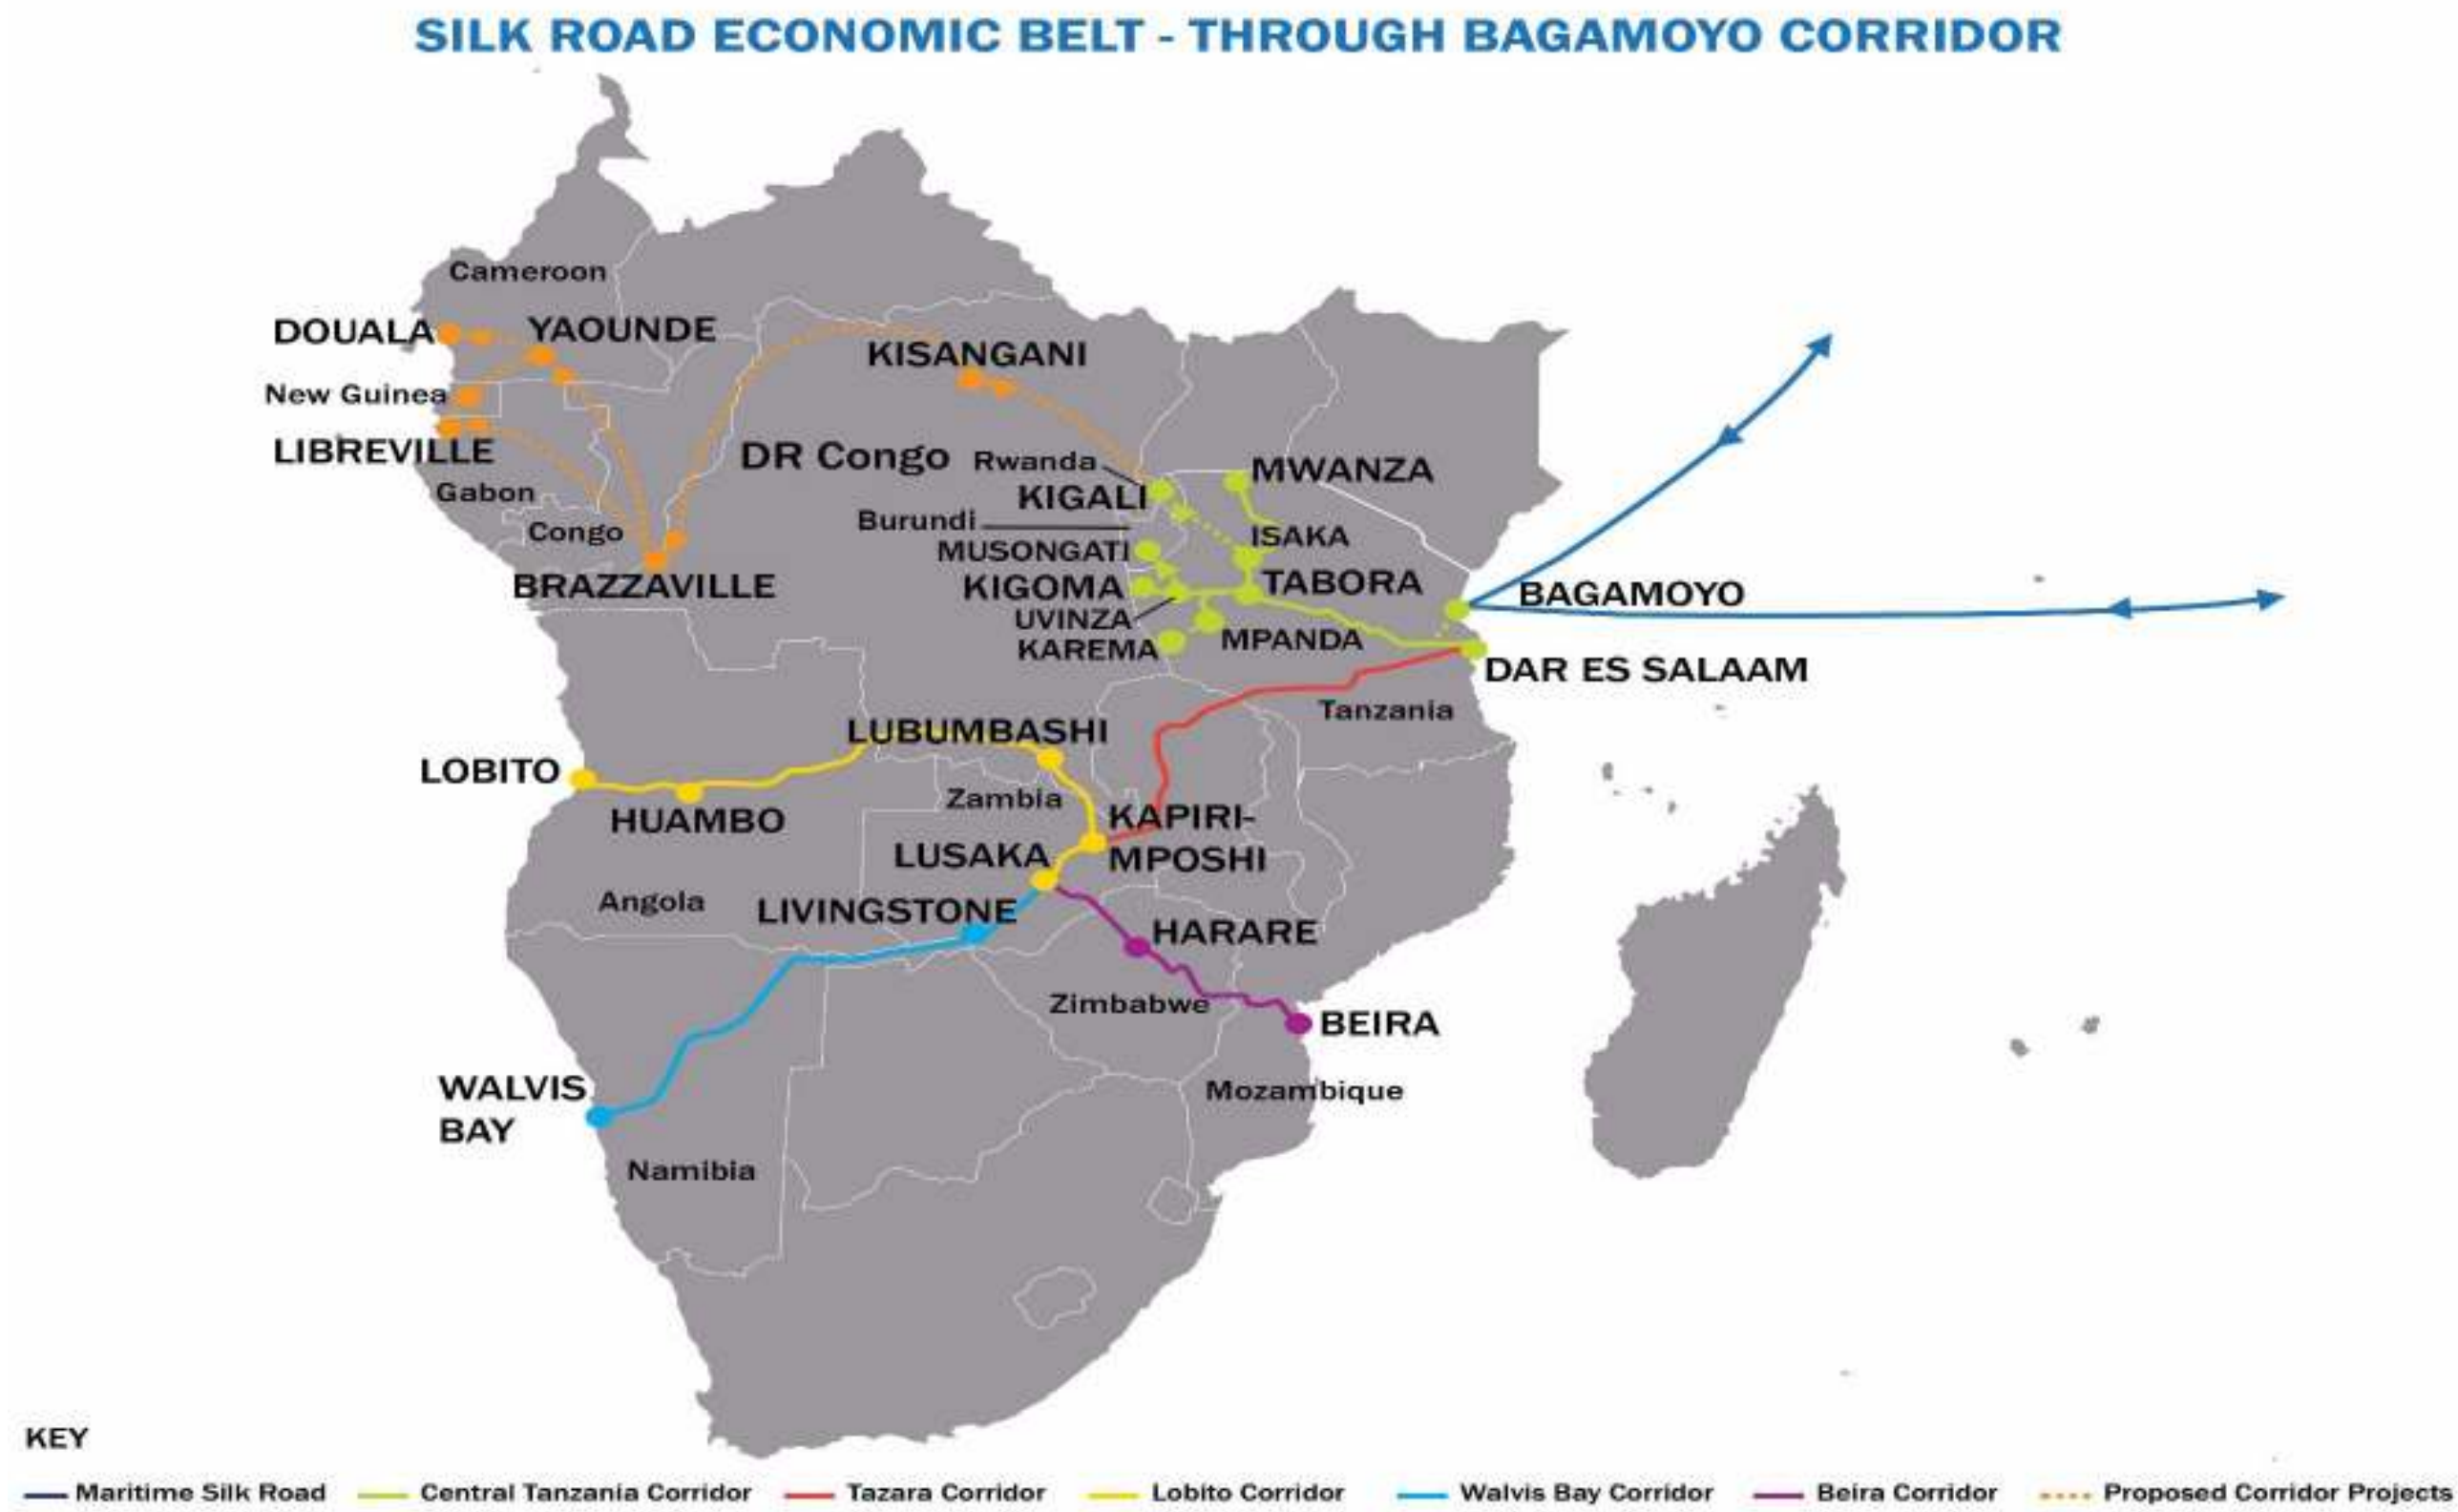 SILK ROAD ECONOMIC BELT - THROUGH BAGAMOYO CORRIDOR
Cameroon
DOUALA
YAOUNDE
KISANGANI
New Guinea
LIBREVILLE
DR Congo
Rwanda
MWANZA
Gabon
KIGALI
Burundi
Congo
ISAKA
MUSONGATI
BRAZZAVILLE
KIGOMA
TABORA
BAGAMOYO
UVINZA
MPANDA
KAREMA
DAR ES SALAAM
Tanzania
LUBUMBASHI
LOBITO
Zambia
HUAMBO
KAPIRI-
MPOSHI
LUSAKA
Angola
LIVINGSTONE
HARARE
Zimbabwe
BEIRA
WALVIS
BAY
Mozambique
Namibia
KEY
Maritime Silk Road
Central Tanzania Corridor
Tazara Corridor
Lobito Corridor
Walvis Bay Corridor
Beira Corridor
Proposed Corridor Projects